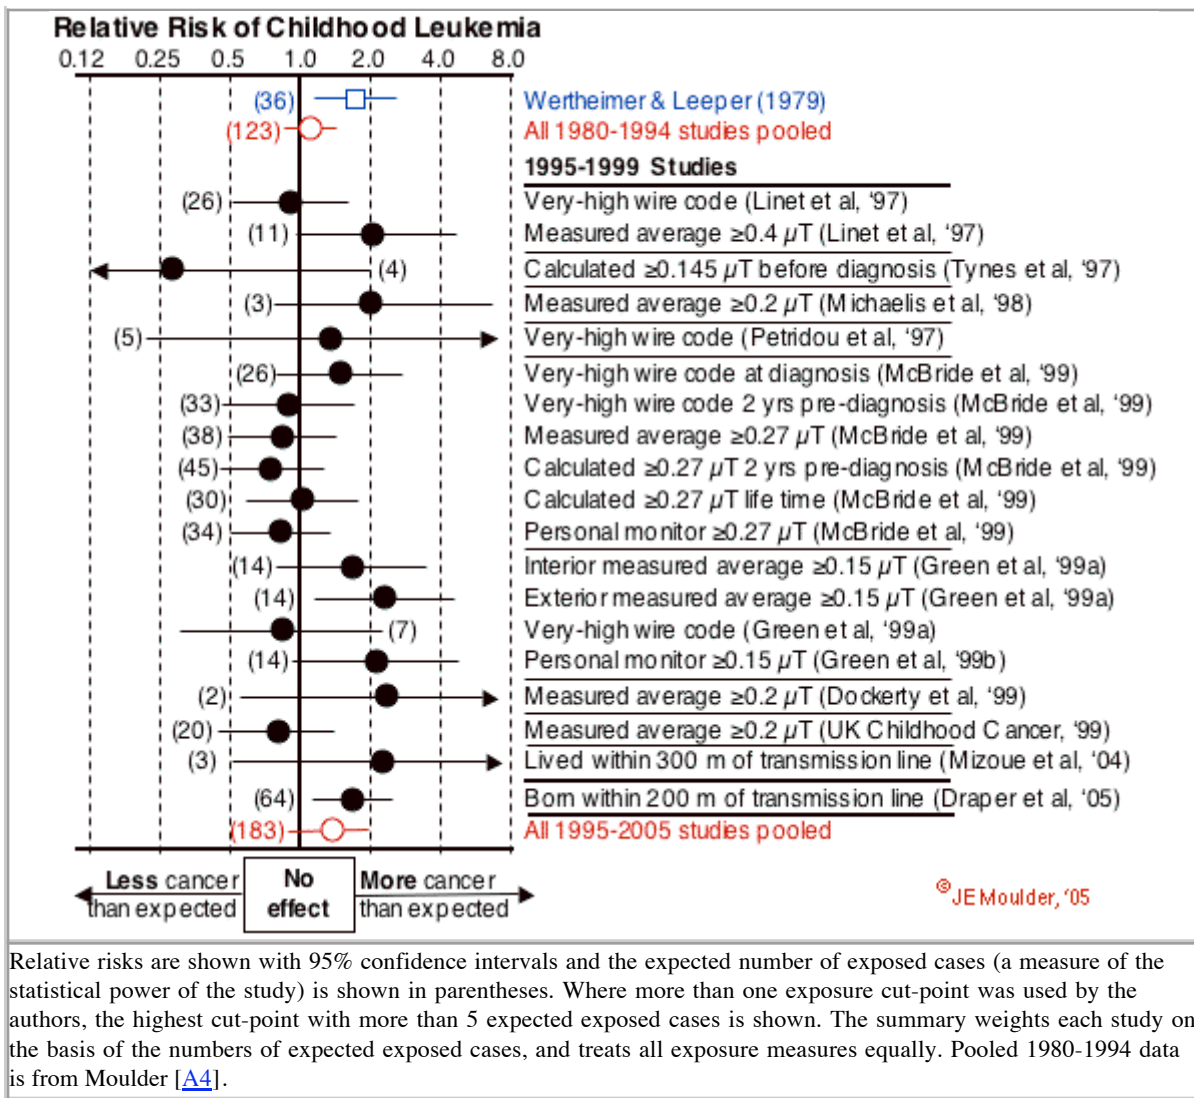 Relative Risk of Childhood Leukemia
0.12 0.25 0.5 1.0 2.0 4.0 8.0
(36) Wertheimer & Leeper (1979)
(123) All 1980-1994 studies pooled
1995-1999 Studies
(26) Very-high wire code (Linet et al, ‘97)
(11) Measured average ≥0.4 µT (Linet et al, ‘97)
(4) Calculated ≥0.145 µT before diagnosis (Tynes et al, ‘97)
(3) Measured average ≥0.2 µT (Michaelis et al, ‘98)
(5) Very-high wire code (Petridou et al, ‘97)
(26) Very-high wire code at diagnosis (McBride et al, ‘99)
(33) Very-high wire code 2 yrs pre-diagnosis (McBride et al, ‘99)
(38) Measured average ≥0.27 µT (McBride et al, ‘99)
(45) Calculated ≥0.27 µT 2 yrs pre-diagnosis (McBride et al, ‘99)
(30) Calculated ≥0.27 µT life time (McBride et al, ‘99)
(34) Personal monitor ≥0.27 µT (McBride et al, ‘99)
(14) Interior measured average ≥0.15 µT (Green et al, ‘99a)
(14) Exterior measured average ≥0.15 µT (Green et al, ‘99a)
(7) Very-high wire code (Green et al, ‘99a)
(14) Personal monitor ≥0.15 µT (Green et al, ‘99b)
(2) Measured average ≥0.2 µT (Dockerty et al, ‘99)
(20) Measured average ≥0.2 µT (UK Childhood Cancer, ‘99)
(3) Lived within 300 m of transmission line (Mizoue et al, ‘04)
(64) Born within 200 m of transmission line (Draper et al, ‘05)
(183) All 1995-2005 studies pooled
Less cancer than expected
No effect
More cancer than expected
© JE Moulder, ‘05
Relative risks are shown with 95% confidence intervals and the expected number of exposed cases (a measure of the
statistical power of the study) is shown in parentheses. Where more than one exposure cut-point was used by the
authors, the highest cut-point with more than 5 expected exposed cases is shown. The summary weights each study on
the basis of the numbers of expected exposed cases, and treats all exposure measures equally. Pooled 1980-1994 data
is from Moulder [A4].